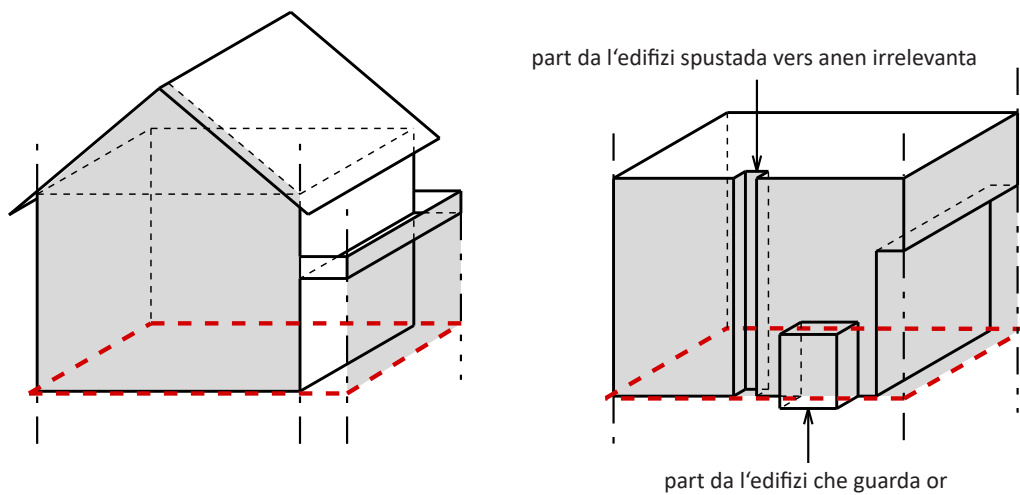 part da l‘edifizi spustada vers anen irrelevanta
part da l‘edifizi che guarda or